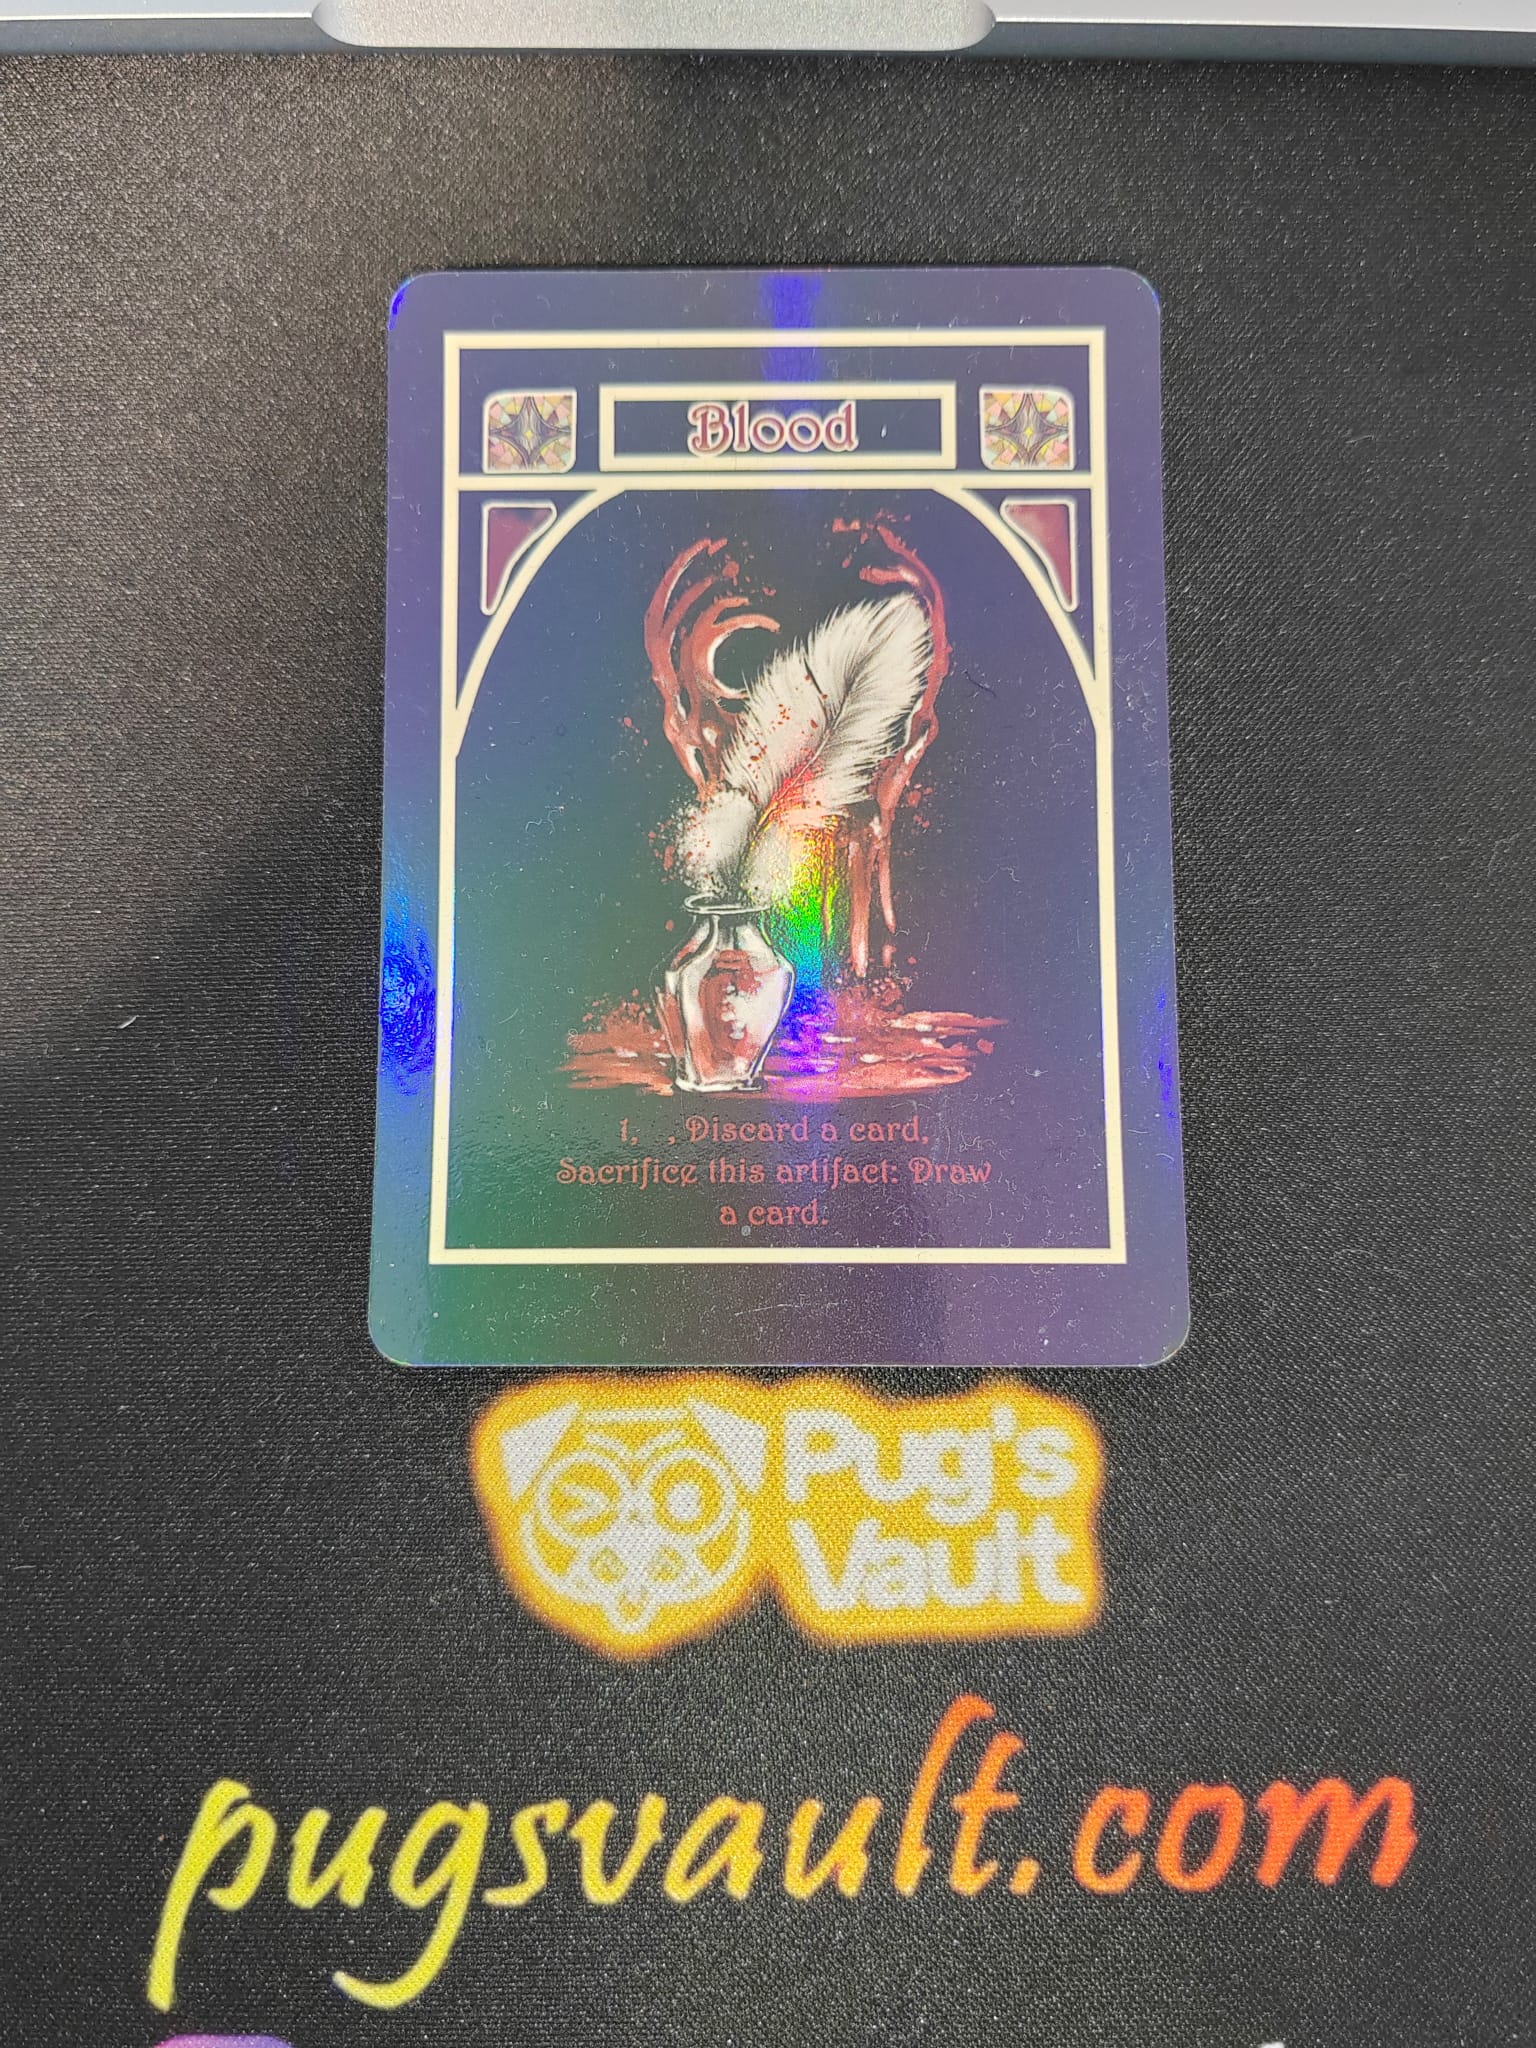 Blood
1, , Discard a card,
Sacrifice this artifact: Draw
a card.
Pug's
Vault
pugsvault.com